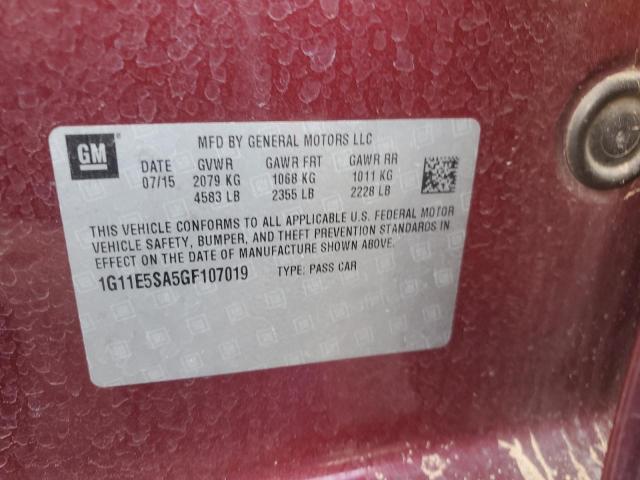 GM
MFD BY GENERAL MOTORS LLC
DATE GVWR GAWR FRT GAWR RR
07/15 2079 KG 1068 KG 1011 KG
4583 LB 2355 LB 2228 LB
THIS VEHICLE CONFORMS TO ALL APPLICABLE U.S. FEDERAL MOTOR
VEHICLE SAFETY, BUMPER, AND THEFT PREVENTION STANDARDS IN
EFFECT ON THE DATE OF MANUFACTURE SHOWN ABOVE.
1G11E5SA5GF107019 TYPE: PASS CAR